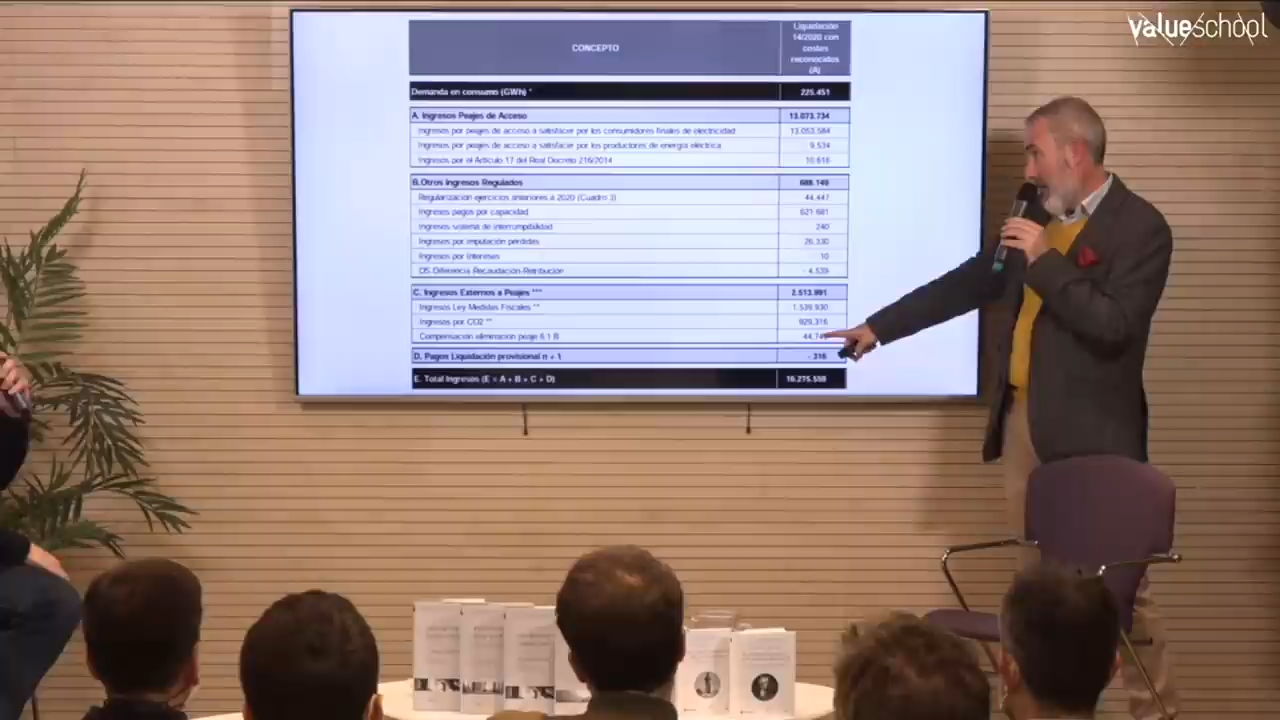 valueschool
CONCEPTO
Liquidación
14/2020 con
costes
reconocidos
(A)
Demanda en consumo (GWh) * 225.451
A. Ingresos Peajes de Acceso 13.073.734
Ingresos por peajes de acceso a satisfacer por los consumidores finales de electricidad 13.053.584
Ingresos por peajes de acceso a satisfacer por los productores de energía eléctrica 9.534
Ingresos por el Artículo 17 del Real Decreto 216/2014 10.616
B.Otros Ingresos Regulados 688.149
Regularización ejercicios anteriores a 2020 (Cuadro 3) 44.447
Ingresos pagos por capacidad 621.661
Ingresos sistema de interrumpibilidad 240
Ingresos por imputación pérdidas 26.330
Ingresos por Intereses 10
DS-Diferencia Recaudación-Retribución - 4.539
C. Ingresos Externos a Peajes *** 2.513.991
Ingresos Ley Medidas Fiscales ** 1.539.930
Ingresos por CO2 ** 929.316
Compensación eliminación peaje 6.1 B
D. Pagos Liquidación provisional n + 1 - 316
E. Total Ingresos (E = A + B + C + D) 16.275.558